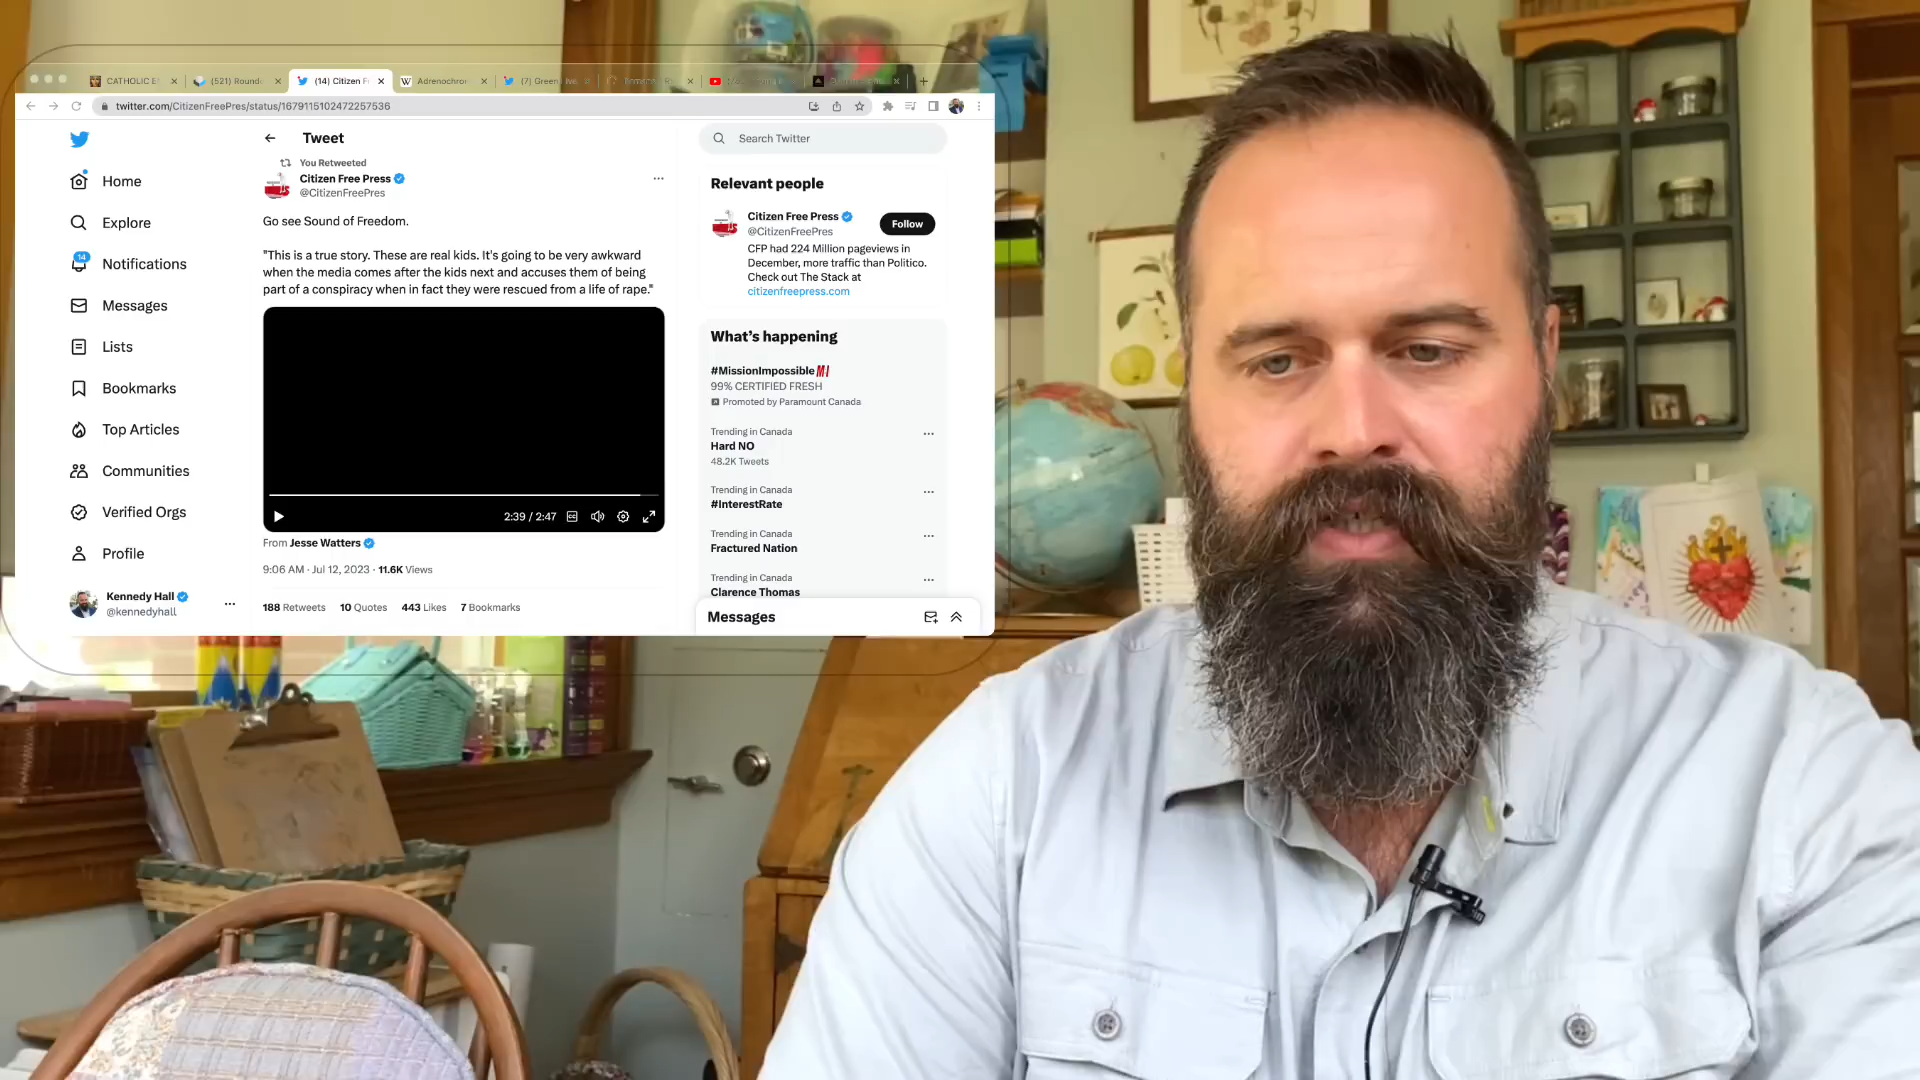 CATHOLIC E
(521) Round
(14) Citizen F
Adrenochror
(7) Green
twitter.com/CitizenFreePres/status/1679115102472257536
Tweet
Search Twitter
You Retweeted
Citizen Free Press
@CitizenFreePres
Go see Sound of Freedom.
"This is a true story. These are real kids. It's going to be very awkward
when the media comes after the kids next and accuses them of being
part of a conspiracy when in fact they were rescued from a life of rape."
2:39 / 2:47
From Jesse Watters
9:06 AM · Jul 12, 2023 · 11.6K Views
188 Retweets 10 Quotes 443 Likes 7 Bookmarks
Home
Explore
14
Notifications
Messages
Lists
Bookmarks
Top Articles
Communities
Verified Orgs
Profile
Kennedy Hall
@kennedyhall
Relevant people
Citizen Free Press
@CitizenFreePres
Follow
CFP had 224 Million pageviews in
December, more traffic than Politico.
Check out The Stack at
citizenfreepress.com
What's happening
#MissionImpossible
99% CERTIFIED FRESH
Promoted by Paramount Canada
Trending in Canada
Hard NO
48.2K Tweets
Trending in Canada
#InterestRate
Trending in Canada
Fractured Nation
Trending in Canada
Clarence Thomas
Messages